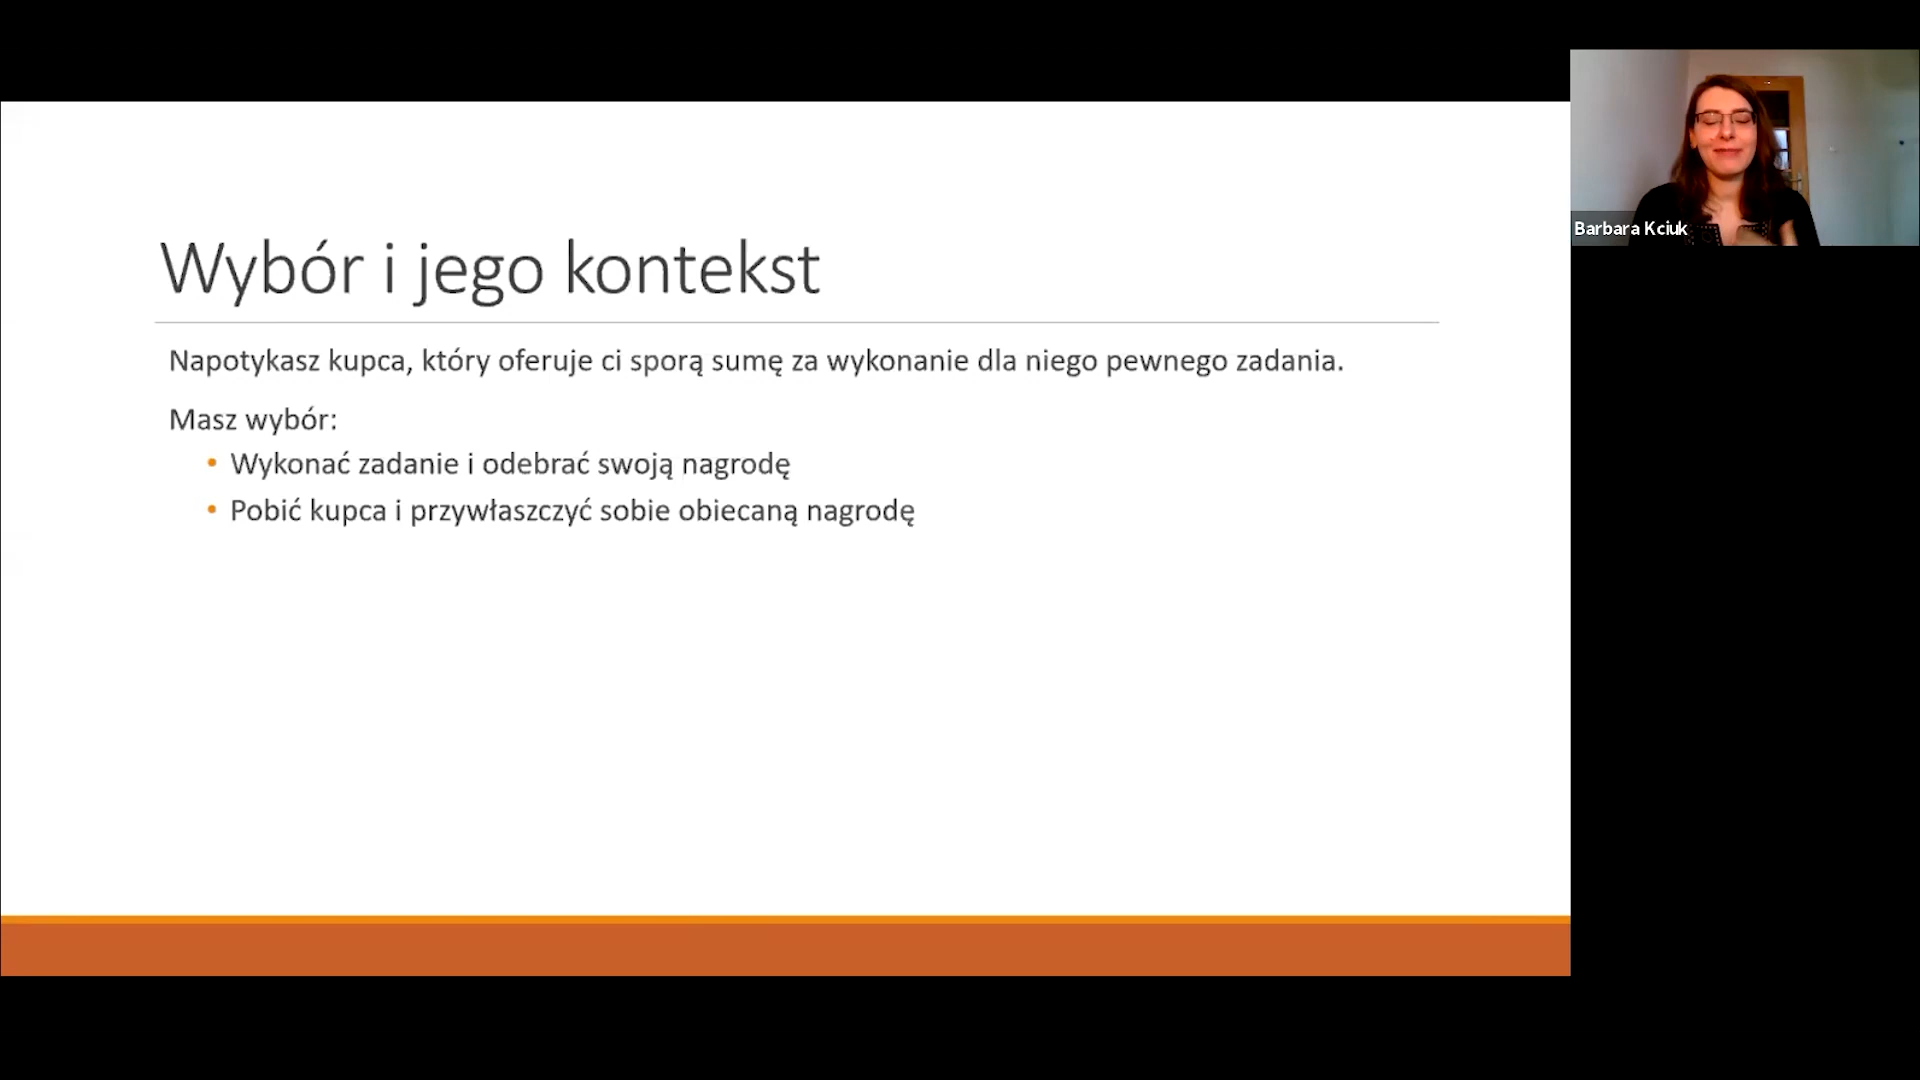 Wybór i jego kontekst
Napotykasz kupca, który oferuje ci sporą sumę za wykonanie dla niego pewnego zadania.
Masz wybór:
• Wykonać zadanie i odebrać swoją nagrodę
• Pobić kupca i przywłaszczyć sobie obiecaną nagrodę
Barbara Kciuk